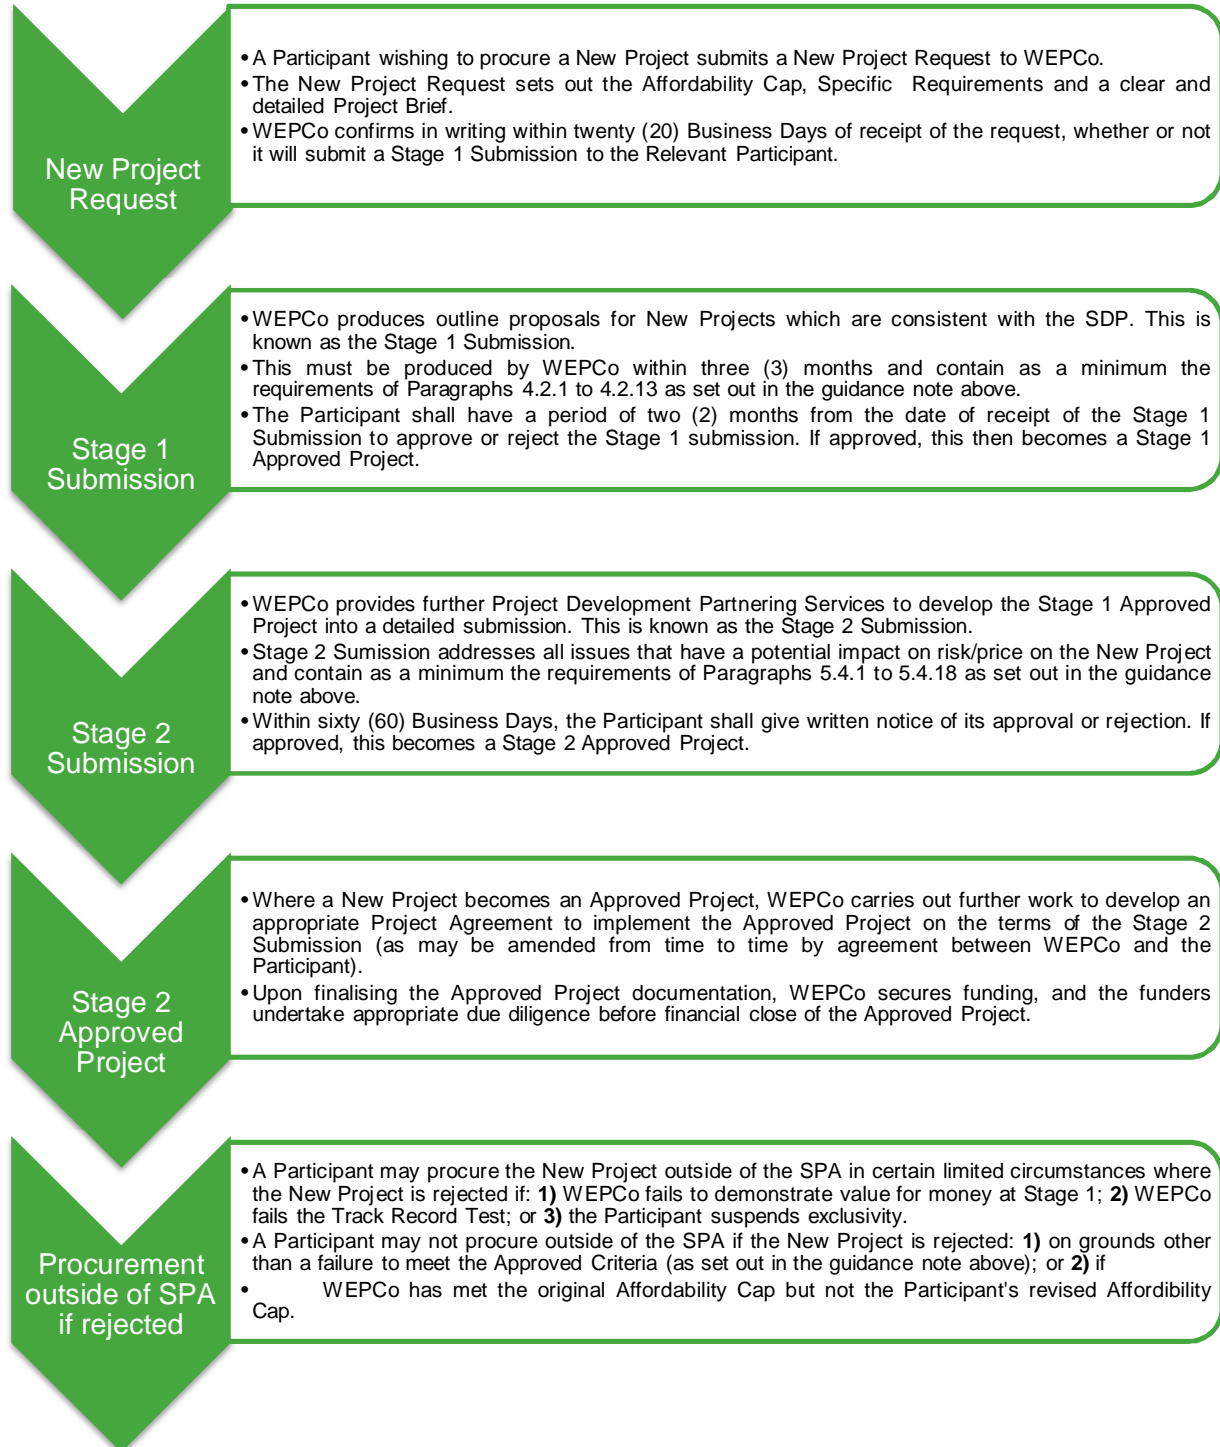 New Project
Request
•A Participant wishing to procure a New Project submits a New Project Request to WEPCo.
•The New Project Request sets out the Affordability Cap, Specific Requirements and a clear and
detailed Project Brief.
•WEPCo confirms in writing within twenty (20) Business Days of receipt of the request, whether or not
it will submit a Stage 1 Submission to the Relevant Participant.
Stage 1
Submission
•WEPCo produces outline proposals for New Projects which are consistent with the SDP. This is
known as the Stage 1 Submission.
•This must be produced by WEPCo within three (3) months and contain as a minimum the
requirements of Paragraphs 4.2.1 to 4.2.13 as set out in the guidance note above.
•The Participant shall have a period of two (2) months from the date of receipt of the Stage 1
Submission to approve or reject the Stage 1 submission. If approved, this then becomes a Stage 1
Approved Project.
Stage 2
Submission
•WEPCo provides further Project Development Partnering Services to develop the Stage 1 Approved
Project into a detailed submission. This is known as the Stage 2 Submission.
•Stage 2 Sumission addresses all issues that have a potential impact on risk/price on the New Project
and contain as a minimum the requirements of Paragraphs 5.4.1 to 5.4.18 as set out in the guidance
note above.
•Within sixty (60) Business Days, the Participant shall give written notice of its approval or rejection. If
approved, this becomes a Stage 2 Approved Project.
Stage 2
Approved
Project
•Where a New Project becomes an Approved Project, WEPCo carries out further work to develop an
appropriate Project Agreement to implement the Approved Project on the terms of the Stage 2
Submission (as may be amended from time to time by agreement between WEPCo and the
Participant).
•Upon finalising the Approved Project documentation, WEPCo secures funding, and the funders
undertake appropriate due diligence before financial close of the Approved Project.
Procurement
outside of SPA
if rejected
•A Participant may procure the New Project outside of the SPA in certain limited circumstances where
the New Project is rejected if: 1) WEPCo fails to demonstrate value for money at Stage 1; 2) WEPCo
fails the Track Record Test; or 3) the Participant suspends exclusivity.
•A Participant may not procure outside of the SPA if the New Project is rejected: 1) on grounds other
than a failure to meet the Approved Criteria (as set out in the guidance note above); or 2) if
• WEPCo has met the original Affordability Cap but not the Participant's revised Affordibility
Cap.